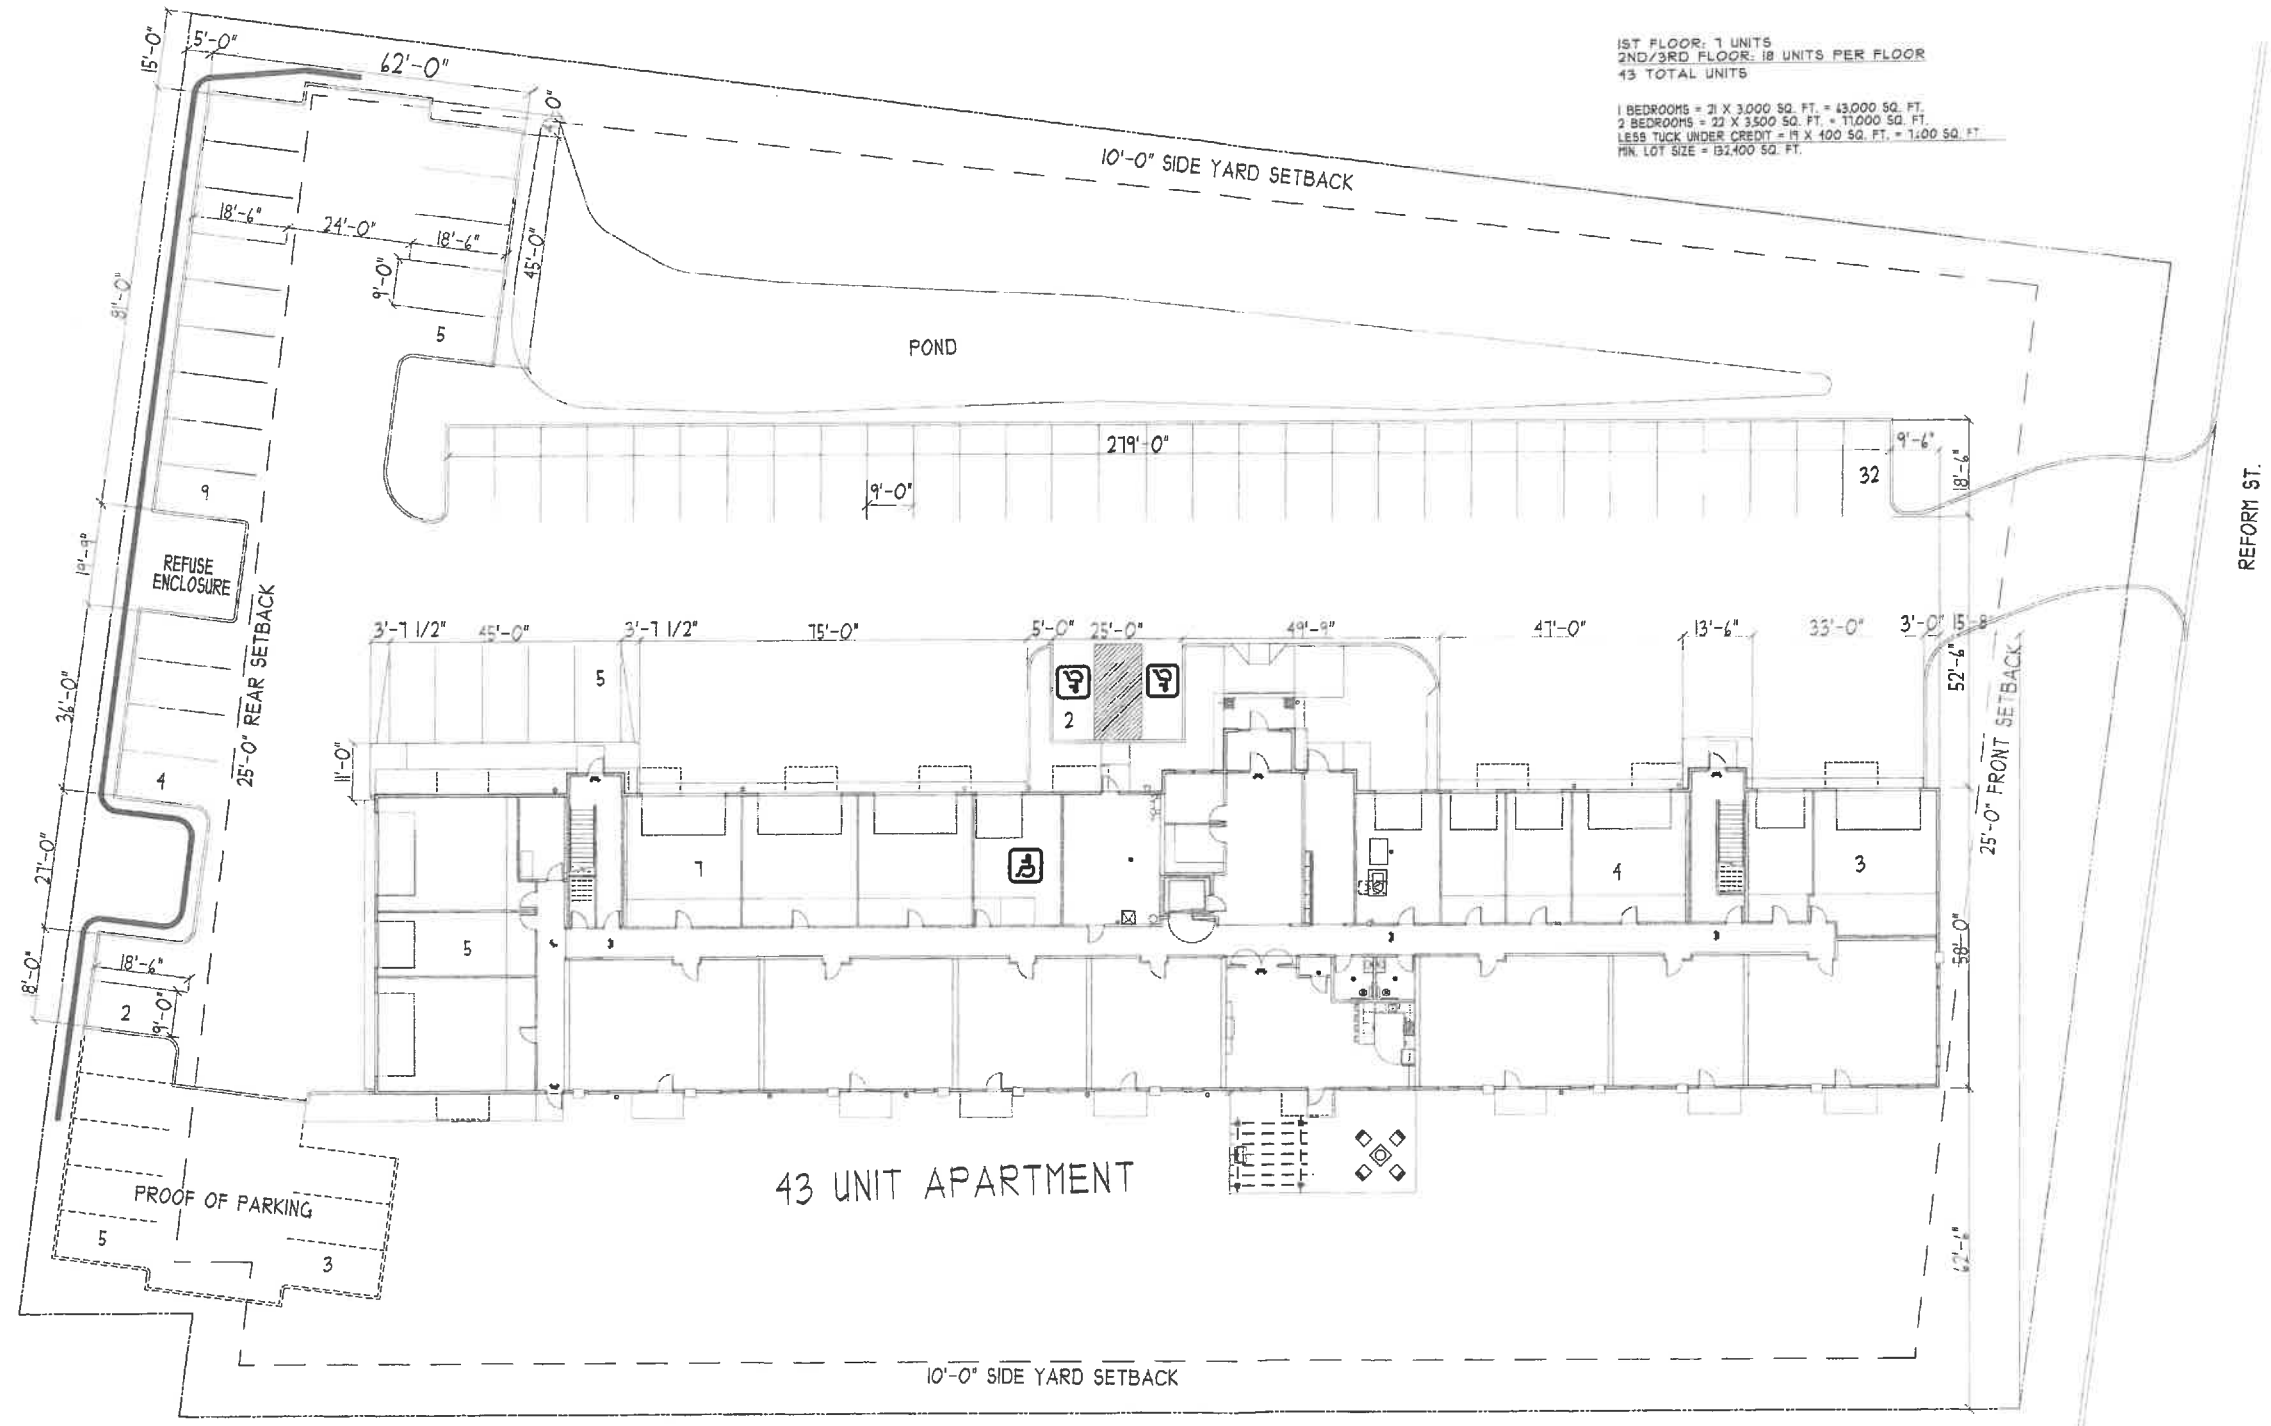 1ST FLOOR: 7 UNITS
2ND/3RD FLOOR: 18 UNITS PER FLOOR
43 TOTAL UNITS
1 BEDROOMS = 21 X 3,000 SQ. FT. = 63,000 SQ. FT.
2 BEDROOMS = 22 X 3,500 SQ. FT. = 77,000 SQ. FT.
LESS TUCK UNDER CREDIT = 19 X 400 SQ. FT. = 7,600 SQ. FT.
MIN. LOT SIZE = 132,400 SQ. FT.
15'-0"
5'-0"
62'-0"
10'-0" SIDE YARD SETBACK
18'-6"
24'-0"
18'-6"
45'-0"
9'-0"
81'-0"
5
POND
279'-0"
9'-6"
18'-6"
32
9'-0"
9
REFORM ST.
19'-9"
REFUSE
ENCLOSURE
25'-0" REAR SETBACK
3'-7 1/2"
45'-0"
3'-7 1/2"
75'-0"
5'-0"
25'-0"
49'-9"
47'-0"
13'-6"
33'-0"
3'-0"
15'-8
52'-6"
5
2
36'-0"
4
11'-0"
25'-0" FRONT SETBACK
7
4
3
27'-0"
5
58'-0"
18'-0"
18'-6"
9'-0"
2
43 UNIT APARTMENT
PROOF OF PARKING
5
3
62'-1"
10'-0" SIDE YARD SETBACK